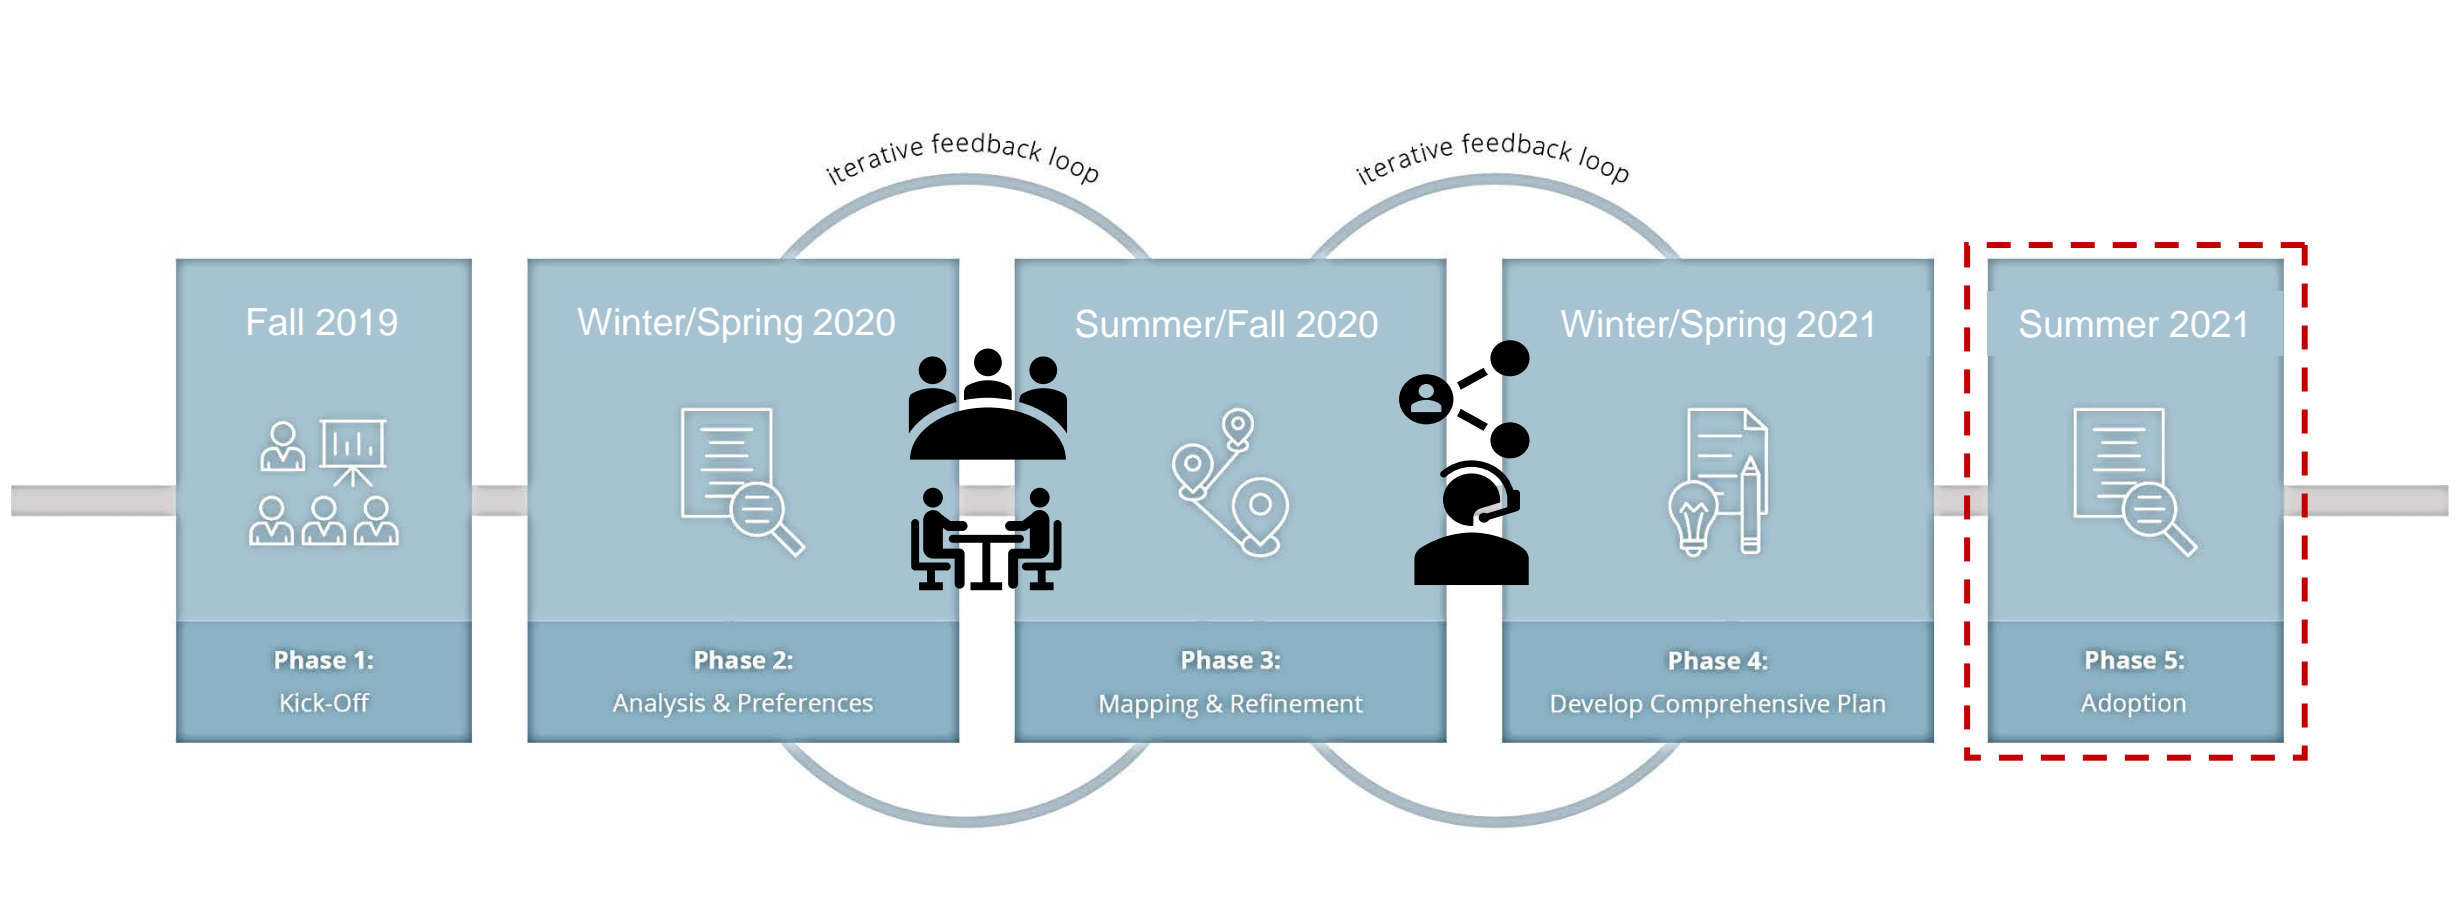 iterative feedback loop
iterative feedback loop
Fall 2019
Winter/Spring 2020
Summer/Fall 2020
Winter/Spring 2021
Summer 2021
Phase 1:
Kick-Off
Phase 2:
Analysis & Preferences
Phase 3:
Mapping & Refinement
Phase 4:
Develop Comprehensive Plan
Phase 5:
Adoption